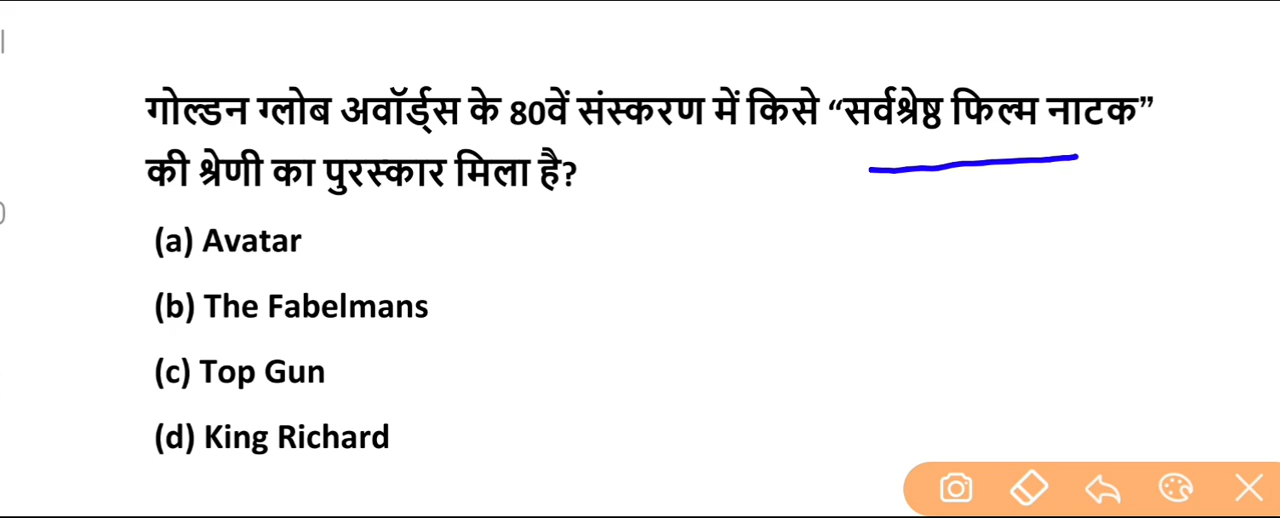 गोल्डन ग्लोब अवॉर्ड्स के 80वें संस्करण में किसे “सर्वश्रेष्ठ फिल्म नाटक”
की श्रेणी का पुरस्कार मिला है?
(a) Avatar
(b) The Fabelmans
(c) Top Gun
(d) King Richard